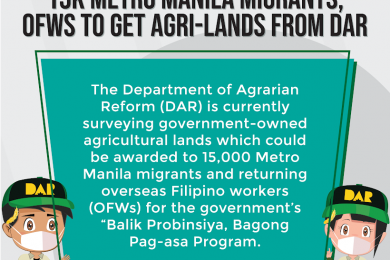 15K METRO MANILA MIGRANTS,
OFWS TO GET AGRI-LANDS FROM DAR
The Department of Agrarian
Reform (DAR) is currently
surveying government-owned
agricultural lands which could
be awarded to 15,000 Metro
Manila migrants and returning
overseas Filipino workers
(OFWs) for the government's
"Balik Probinsiya, Bagong
Pag-asa Program.
DAR
DAR